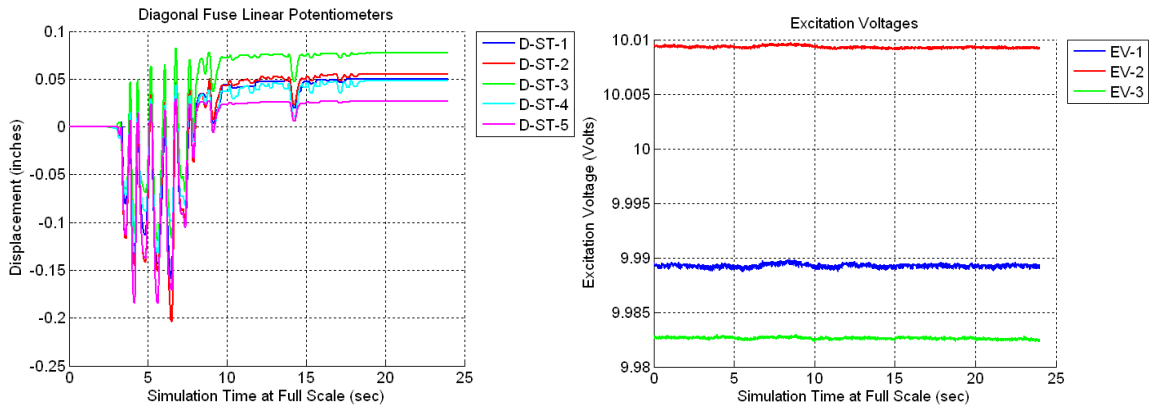 Diagonal Fuse Linear Potentiometers
0.1
0.05
0
-0.05
-0.1
-0.15
-0.2
-0.25
Displacement (inches)
0 5 10 15 20 25
Simulation Time at Full Scale (sec)
D-ST-1
D-ST-2
D-ST-3
D-ST-4
D-ST-5
Excitation Voltages
10.01
10.005
10
9.995
9.99
9.985
9.98
Excitation Voltage (Volts)
0 5 10 15 20 25
Simulation Time at Full Scale (sec)
EV-1
EV-2
EV-3